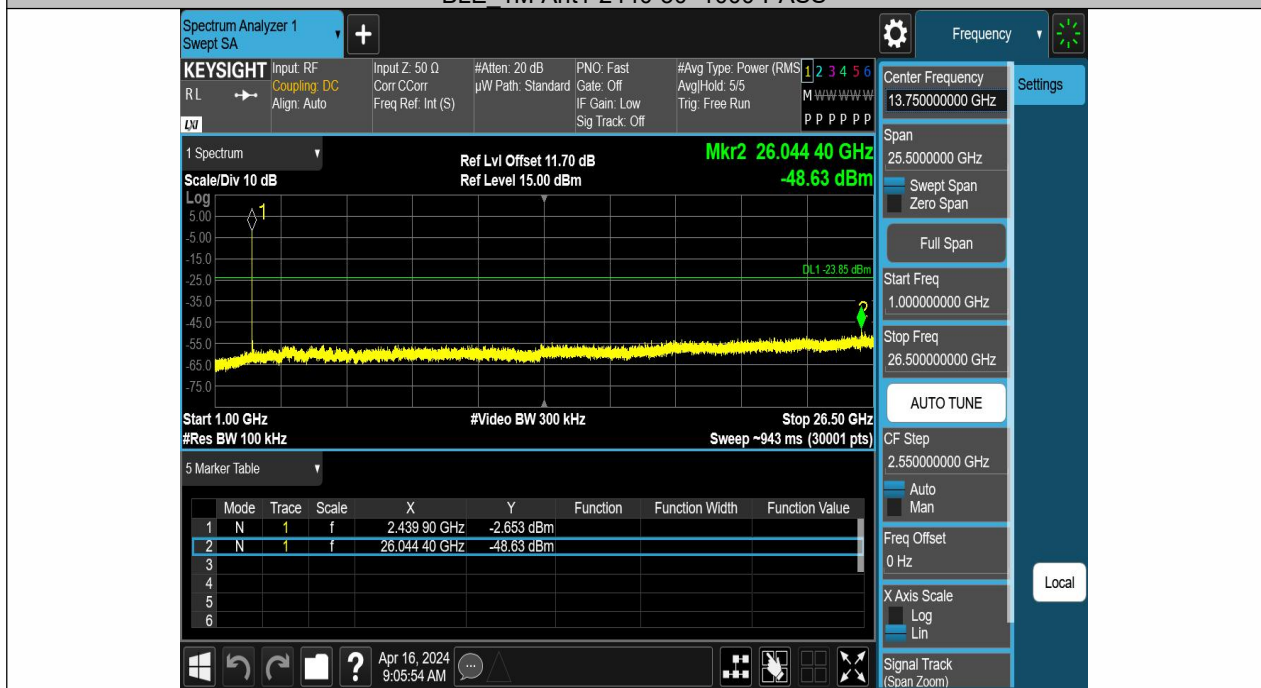 Spectrum Analyzer 1
Swept SA
+
Frequency
KEYSIGHT
RL
LXI
Input: RF
Coupling: DC
Align: Auto
Input Z: 50 Ω
Corr CCorr
Freq Ref: Int (S)
#Atten: 20 dB
µW Path: Standard
PNO: Fast
Gate: Off
IF Gain: Low
Sig Track: Off
#Avg Type: Power (RMS
Avg|Hold: 5/5
Trig: Free Run
1 2 3 4 5 6
M W W W W W
P P P P P P
1 Spectrum
Scale/Div 10 dB
Ref Lvl Offset 11.70 dB
Ref Level 15.00 dBm
Mkr2 26.044 40 GHz
-48.63 dBm
Log
5.00
-5.00
-15.0
-25.0
-35.0
-45.0
-55.0
-65.0
-75.0
1
DL1 -23.85 dBm
Start 1.00 GHz
#Video BW 300 kHz
Stop 26.50 GHz
#Res BW 100 kHz
Sweep ~943 ms (30001 pts)
5 Marker Table
Mode Trace Scale X Y Function Function Width Function Value
1 N 1 f 2.439 90 GHz -2.653 dBm
2 N 1 f 26.044 40 GHz -48.63 dBm
3
4
5
6
?
Apr 16, 2024
9:05:54 AM
Center Frequency
13.750000000 GHz
Settings
Span
25.5000000 GHz
Swept Span
Zero Span
Full Span
Start Freq
1.000000000 GHz
Stop Freq
26.500000000 GHz
AUTO TUNE
CF Step
2.550000000 GHz
Auto
Man
Freq Offset
0 Hz
X Axis Scale
Log
Lin
Local
Signal Track
(Span Zoom)